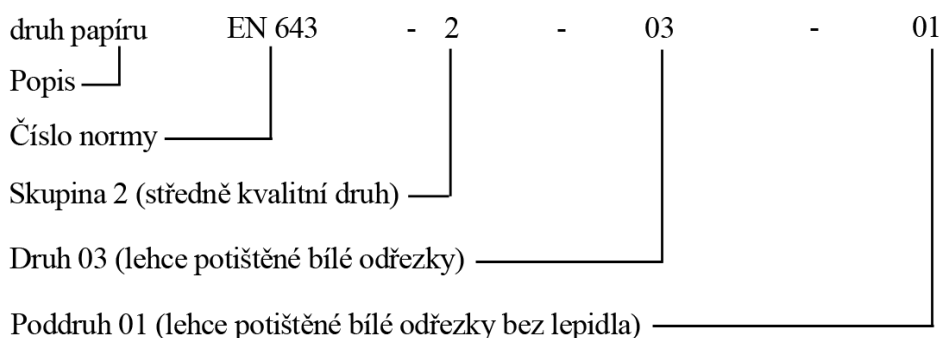 druh papíru EN 643 - 2 - 03 - 01
Popis
Číslo normy
Skupina 2 (středně kvalitní druh)
Druh 03 (lehce potištěné bílé odřezky)
Poddruh 01 (lehce potištěné bílé odřezky bez lepidla)